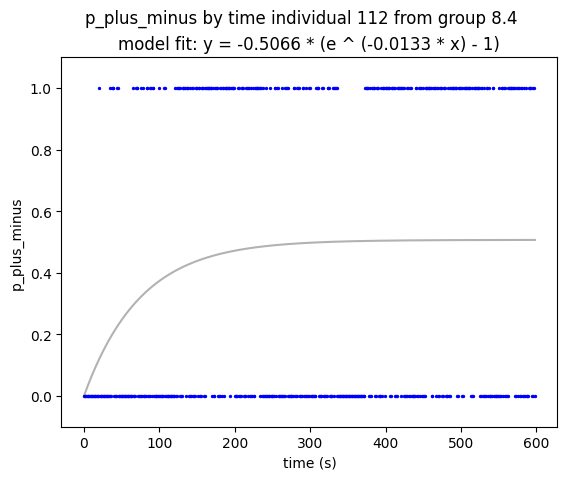 p_plus_minus by time individual 112 from group 8.4
model fit: y = -0.5066 * (e ^ (-0.0133 * x) - 1)
1.0
0.8
0.6
0.4
0.2
0.0
p_plus_minus
0 100 200 300 400 500 600
time (s)